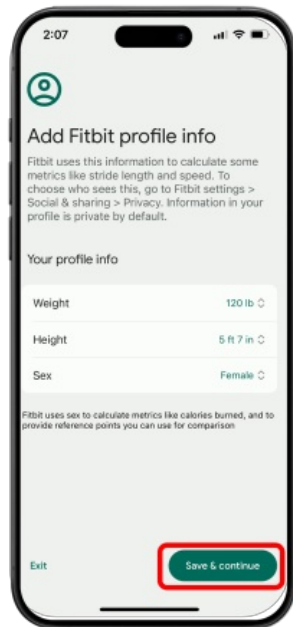 2:07
Add Fitbit profile info
Fitbit uses this information to calculate some
metrics like stride length and speed. To
choose who sees this, go to Fitbit settings >
Social & sharing > Privacy. Information in your
profile is private by default.
Your profile info
Weight 120 lb
Height 5 ft 7 in
Sex Female
Fitbit uses sex to calculate metrics like calories burned, and to
provide reference points you can use for comparison
Exit Save & continue